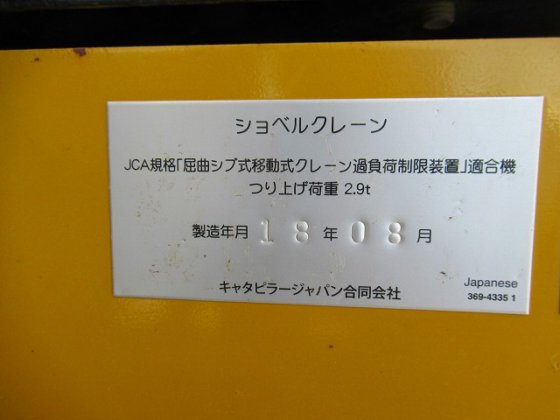 ショベルクレーン
JCA規格｢屈曲ジブ式移動式クレーン過負荷制限装置｣適合機
つり上げ荷重 2.9t
製造年月 18 年 08 月
キャタピラージャパン合同会社
Japanese
369-4335 1